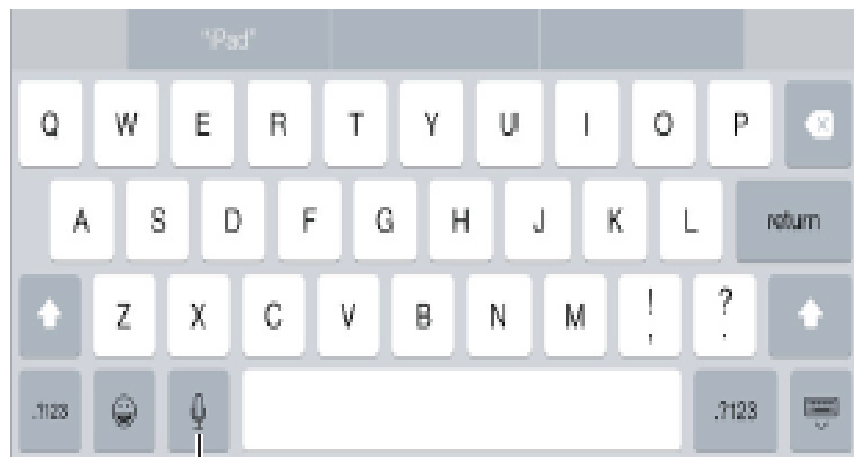 "iPad"
Q W E R T Y U I O P
A S D F G H J K L return
Z X C V B N M ! , ? .
.?123 .?123